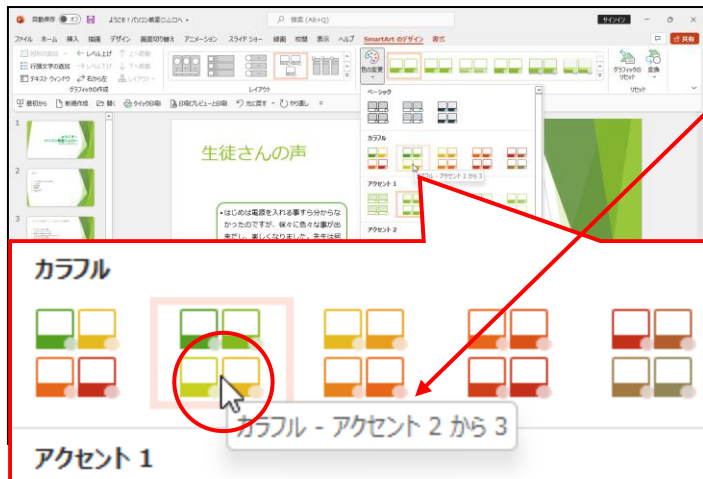 自動保存 オフ ようこそ！パソコン教室○△□へ 検索 (Alt+Q) サインイン
ファイル ホーム 挿入 描画 デザイン 画面切り替え アニメーション スライド ショー 録画 校閲 表示 ヘルプ SmartArt のデザイン 書式 共有
図形の追加 レベル上げ 上へ移動
行頭文字の追加 レベル下げ 下へ移動
テキスト ウィンドウ 右から左 レイアウト
色の変更
グラフィックのリセット 変換
グラフィックの作成 レイアウト リセット
最初から 新規作成 開く クイック印刷 印刷プレビューと印刷 元に戻す やり直し
ベーシック
カラフル
カラフル - アクセント 2 から 3
アクセント 1
アクセント 2
1
2
3
生徒さんの声
•はじめは電源を入れる事すら分からな
かったのですが、徐々に色々な事が出
来だし、楽しくなりました。先生は何
カラフル
カラフル - アクセント 2 から 3
アクセント 1